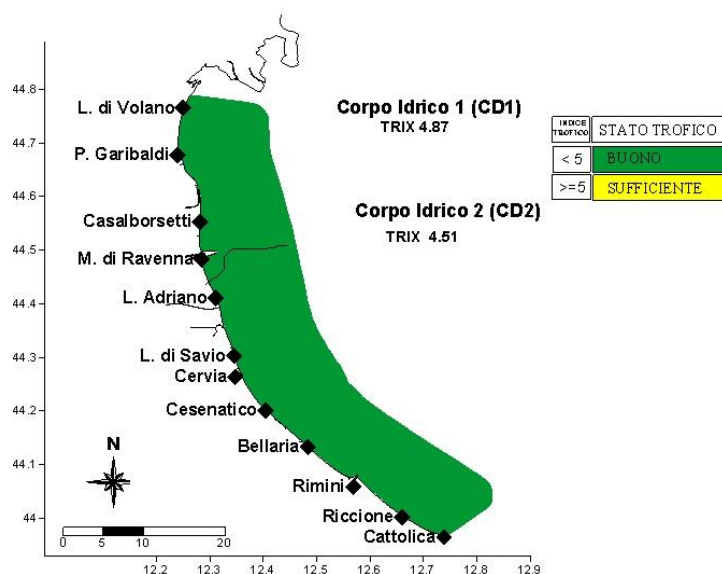 44.8
44.7
44.6
44.5
44.4
44.3
44.2
44.1
44
L. di Volano
P. Garibaldi
Casalborsetti
M. di Ravenna
L. Adriano
L. di Savio
Cervia
Cesenatico
Bellaria
Rimini
Riccione
Cattolica
Corpo Idrico 1 (CD1)
TRIX 4.87
Corpo Idrico 2 (CD2)
TRIX 4.51
INDICE TROFICO STATO TROFICO
< 5 BUONO
>=5 SUFFICIENTE
N
0 5 10 20
12.2 12.3 12.4 12.5 12.6 12.7 12.8 12.9